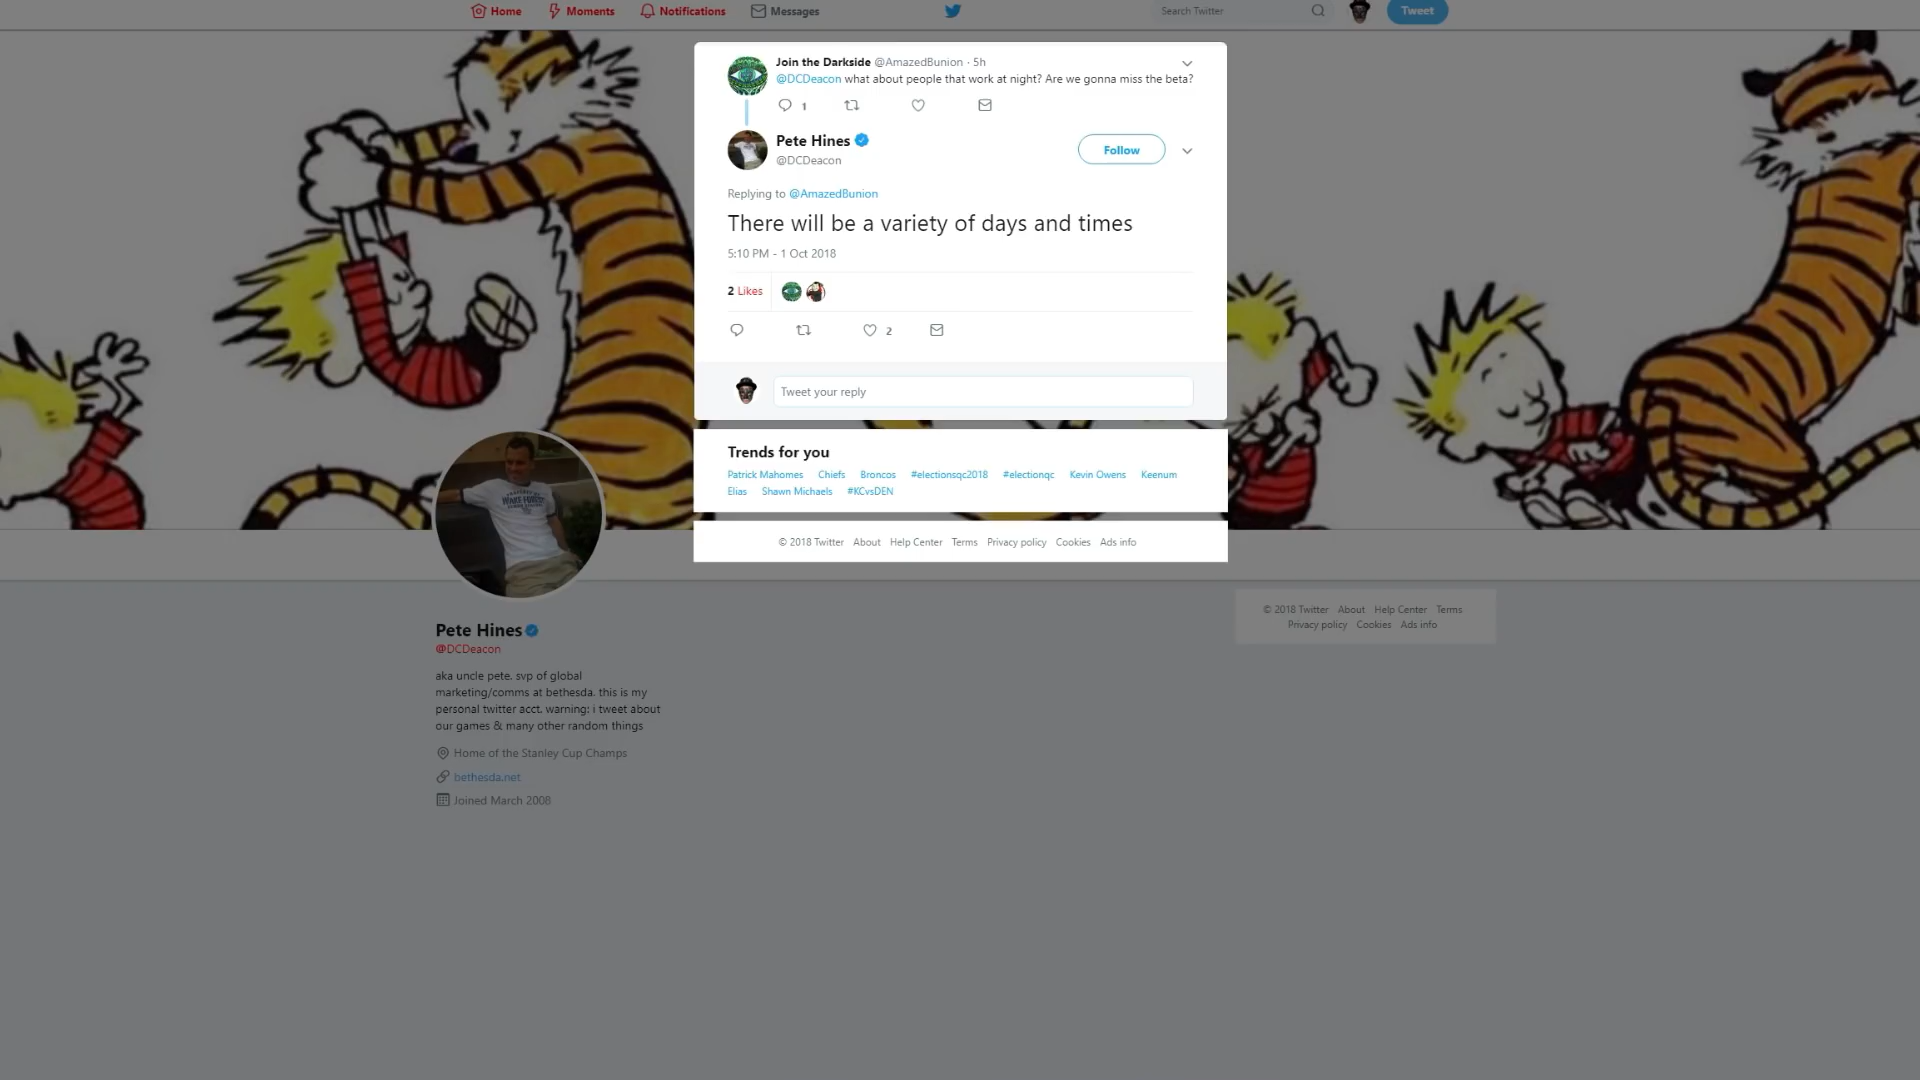 Home Moments Notifications Messages Search Twitter Tweet
Join the Darkside @AmazedBunion · 5h
@DCDeacon what about people that work at night? Are we gonna miss the beta?
1
Pete Hines
@DCDeacon
Follow
Replying to @AmazedBunion
There will be a variety of days and times
5:10 PM - 1 Oct 2018
2 Likes
2
Tweet your reply
Trends for you
Patrick Mahomes Chiefs Broncos #electionsqc2018 #electionqc Kevin Owens Keenum
Elias Shawn Michaels #KCvsDEN
© 2018 Twitter About Help Center Terms Privacy policy Cookies Ads info
Pete Hines
@DCDeacon
aka uncle pete. svp of global
marketing/comms at bethesda. this is my
personal twitter acct. warning: i tweet about
our games & many other random things
Home of the Stanley Cup Champs
bethesda.net
Joined March 2008
© 2018 Twitter About Help Center Terms
Privacy policy Cookies Ads info